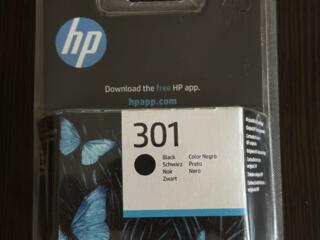 hp
Download the free HP app.
hpapp.com
301
Black Color Negro
Schwarz Preto
Noir Nero
Zwart